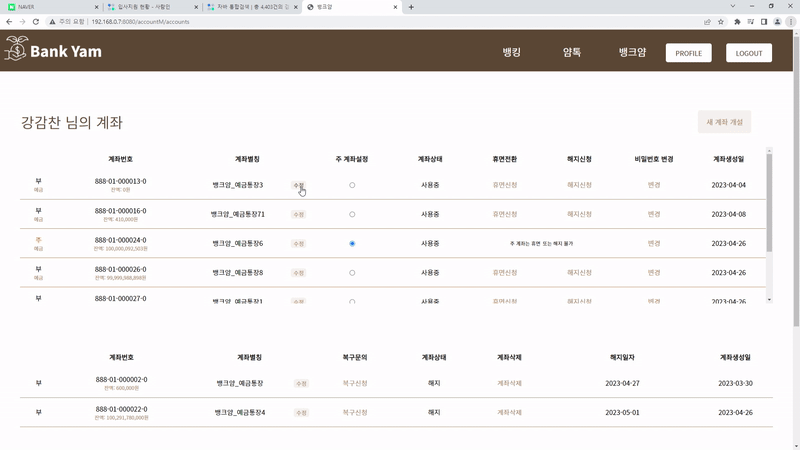 NAVER
입사지원 현황 - 사람인
자바 통합검색 | 총 4,403건의 검
뱅크얌
주의 요함 | 192.168.0.7:8080/accountM/accounts
Bank Yam
뱅킹 얌톡 뱅크얌 PROFILE LOGOUT
강감찬 님의 계좌
새 계좌 개설
계좌번호 계좌별칭 주 계좌설정 계좌상태 휴면전환 해지신청 비밀번호 변경 계좌생성일
부 예금 888-01-000013-0 잔액: 0원 뱅크얌_예금통장3 수정 사용중 휴면신청 해지신청 변경 2023-04-04
부 예금 888-01-000016-0 잔액: 410,000원 뱅크얌_예금통장71 수정 사용중 휴면신청 해지신청 변경 2023-04-08
주 예금 888-01-000024-0 잔액: 100,000,092,503원 뱅크얌_예금통장6 수정 사용중 주 계좌는 휴면 또는 해지 불가 변경 2023-04-26
부 예금 888-01-000026-0 잔액: 99,999,988,898원 뱅크얌_예금통장8 수정 사용중 휴면신청 해지신청 변경 2023-04-26
부 888-01-000027-0 뱅크얌_예금통장1 수정 사용중 휴면신청 해지신청 변경 2023-04-26
계좌번호 계좌별칭 복구문의 계좌상태 계좌삭제 해지일자 계좌생성일
부 888-01-000002-0 잔액: 600,000원 뱅크얌_예금통장 수정 복구신청 해지 계좌삭제 2023-04-27 2023-03-30
부 888-01-000022-0 잔액: 100,291,780,000원 뱅크얌_예금통장4 수정 복구신청 해지 계좌삭제 2023-05-01 2023-04-26